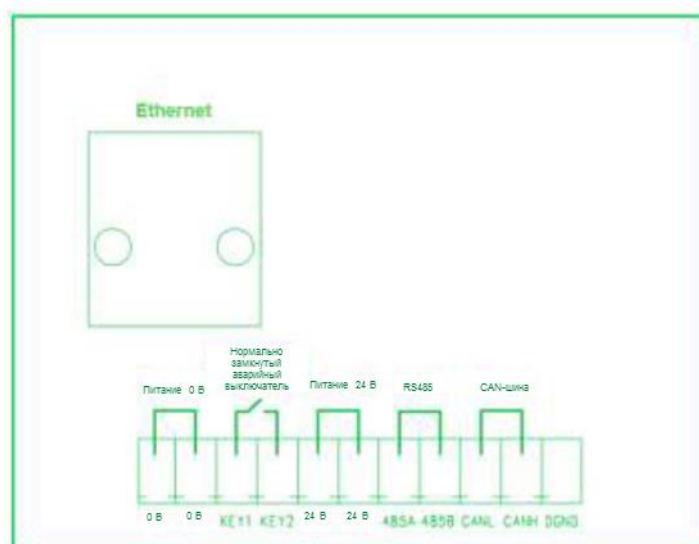 Ethernet
Нормально
замкнутый
аварийный
выключатель
Питание 0 В
Питание 24 В
RS485
CAN-шина
0 В 0 В KEY1 KEY2 24 В 24 В 485A 485B CANL CANH DGND